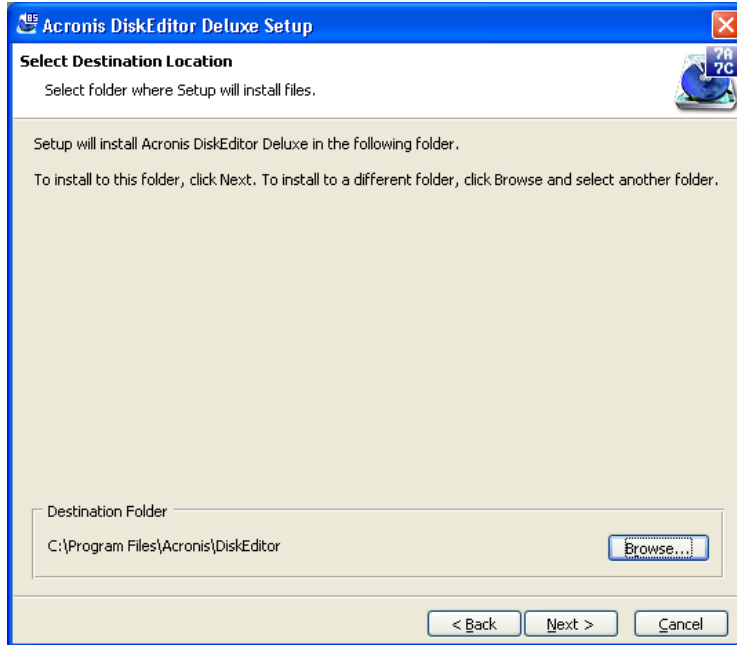 Acronis DiskEditor Deluxe Setup
Select Destination Location
Select folder where Setup will install files.
7A
7C
Setup will install Acronis DiskEditor Deluxe in the following folder.
To install to this folder, click Next. To install to a different folder, click Browse and select another folder.
Destination Folder
C:\Program Files\Acronis\DiskEditor
Browse...
< Back
Next >
Cancel